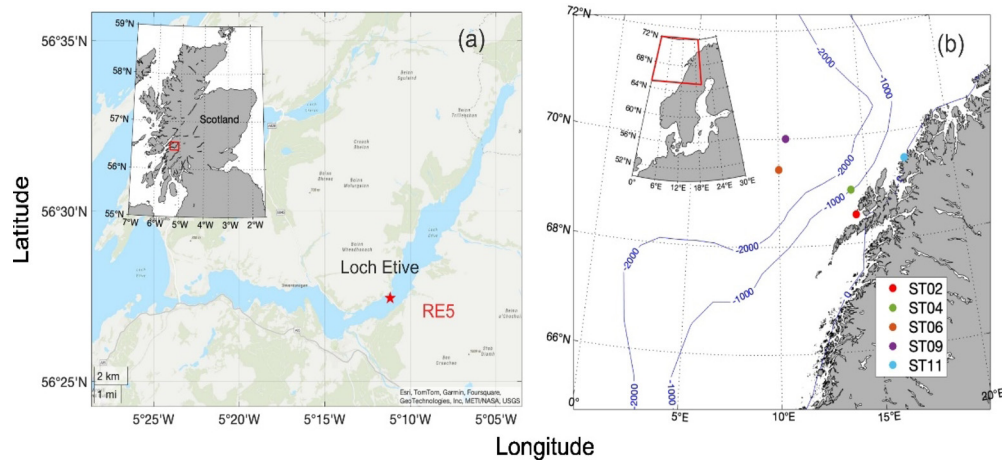 Latitude
Longitude
(a)
56°35'N
56°30'N
56°25'N
5°25'W
5°20'W
5°15'W
5°10'W
59°N
58°N
57°N
56°N
55°N
7°W
6°W
5°W
4°W
3°W
2°W
Scotland
Loch Etive
RE5
2 km
1 mi
Esri, TomTom, Garmin, Foursquare,
GeoTechnologies, Inc, METI/NASA, USGS
(b)
72°N
70°N
68°N
66°N
5°E
10°E
15°E
20°E
72°N
68°N
64°N
60°N
56°N
52°N
0°
6°E
12°E
18°E
24°E
30°E
-2000
-1000
-2000
-1000
-2000
-1000
-2000
-1000
-2000
-1000
0
0
ST02
ST04
ST06
ST09
ST11